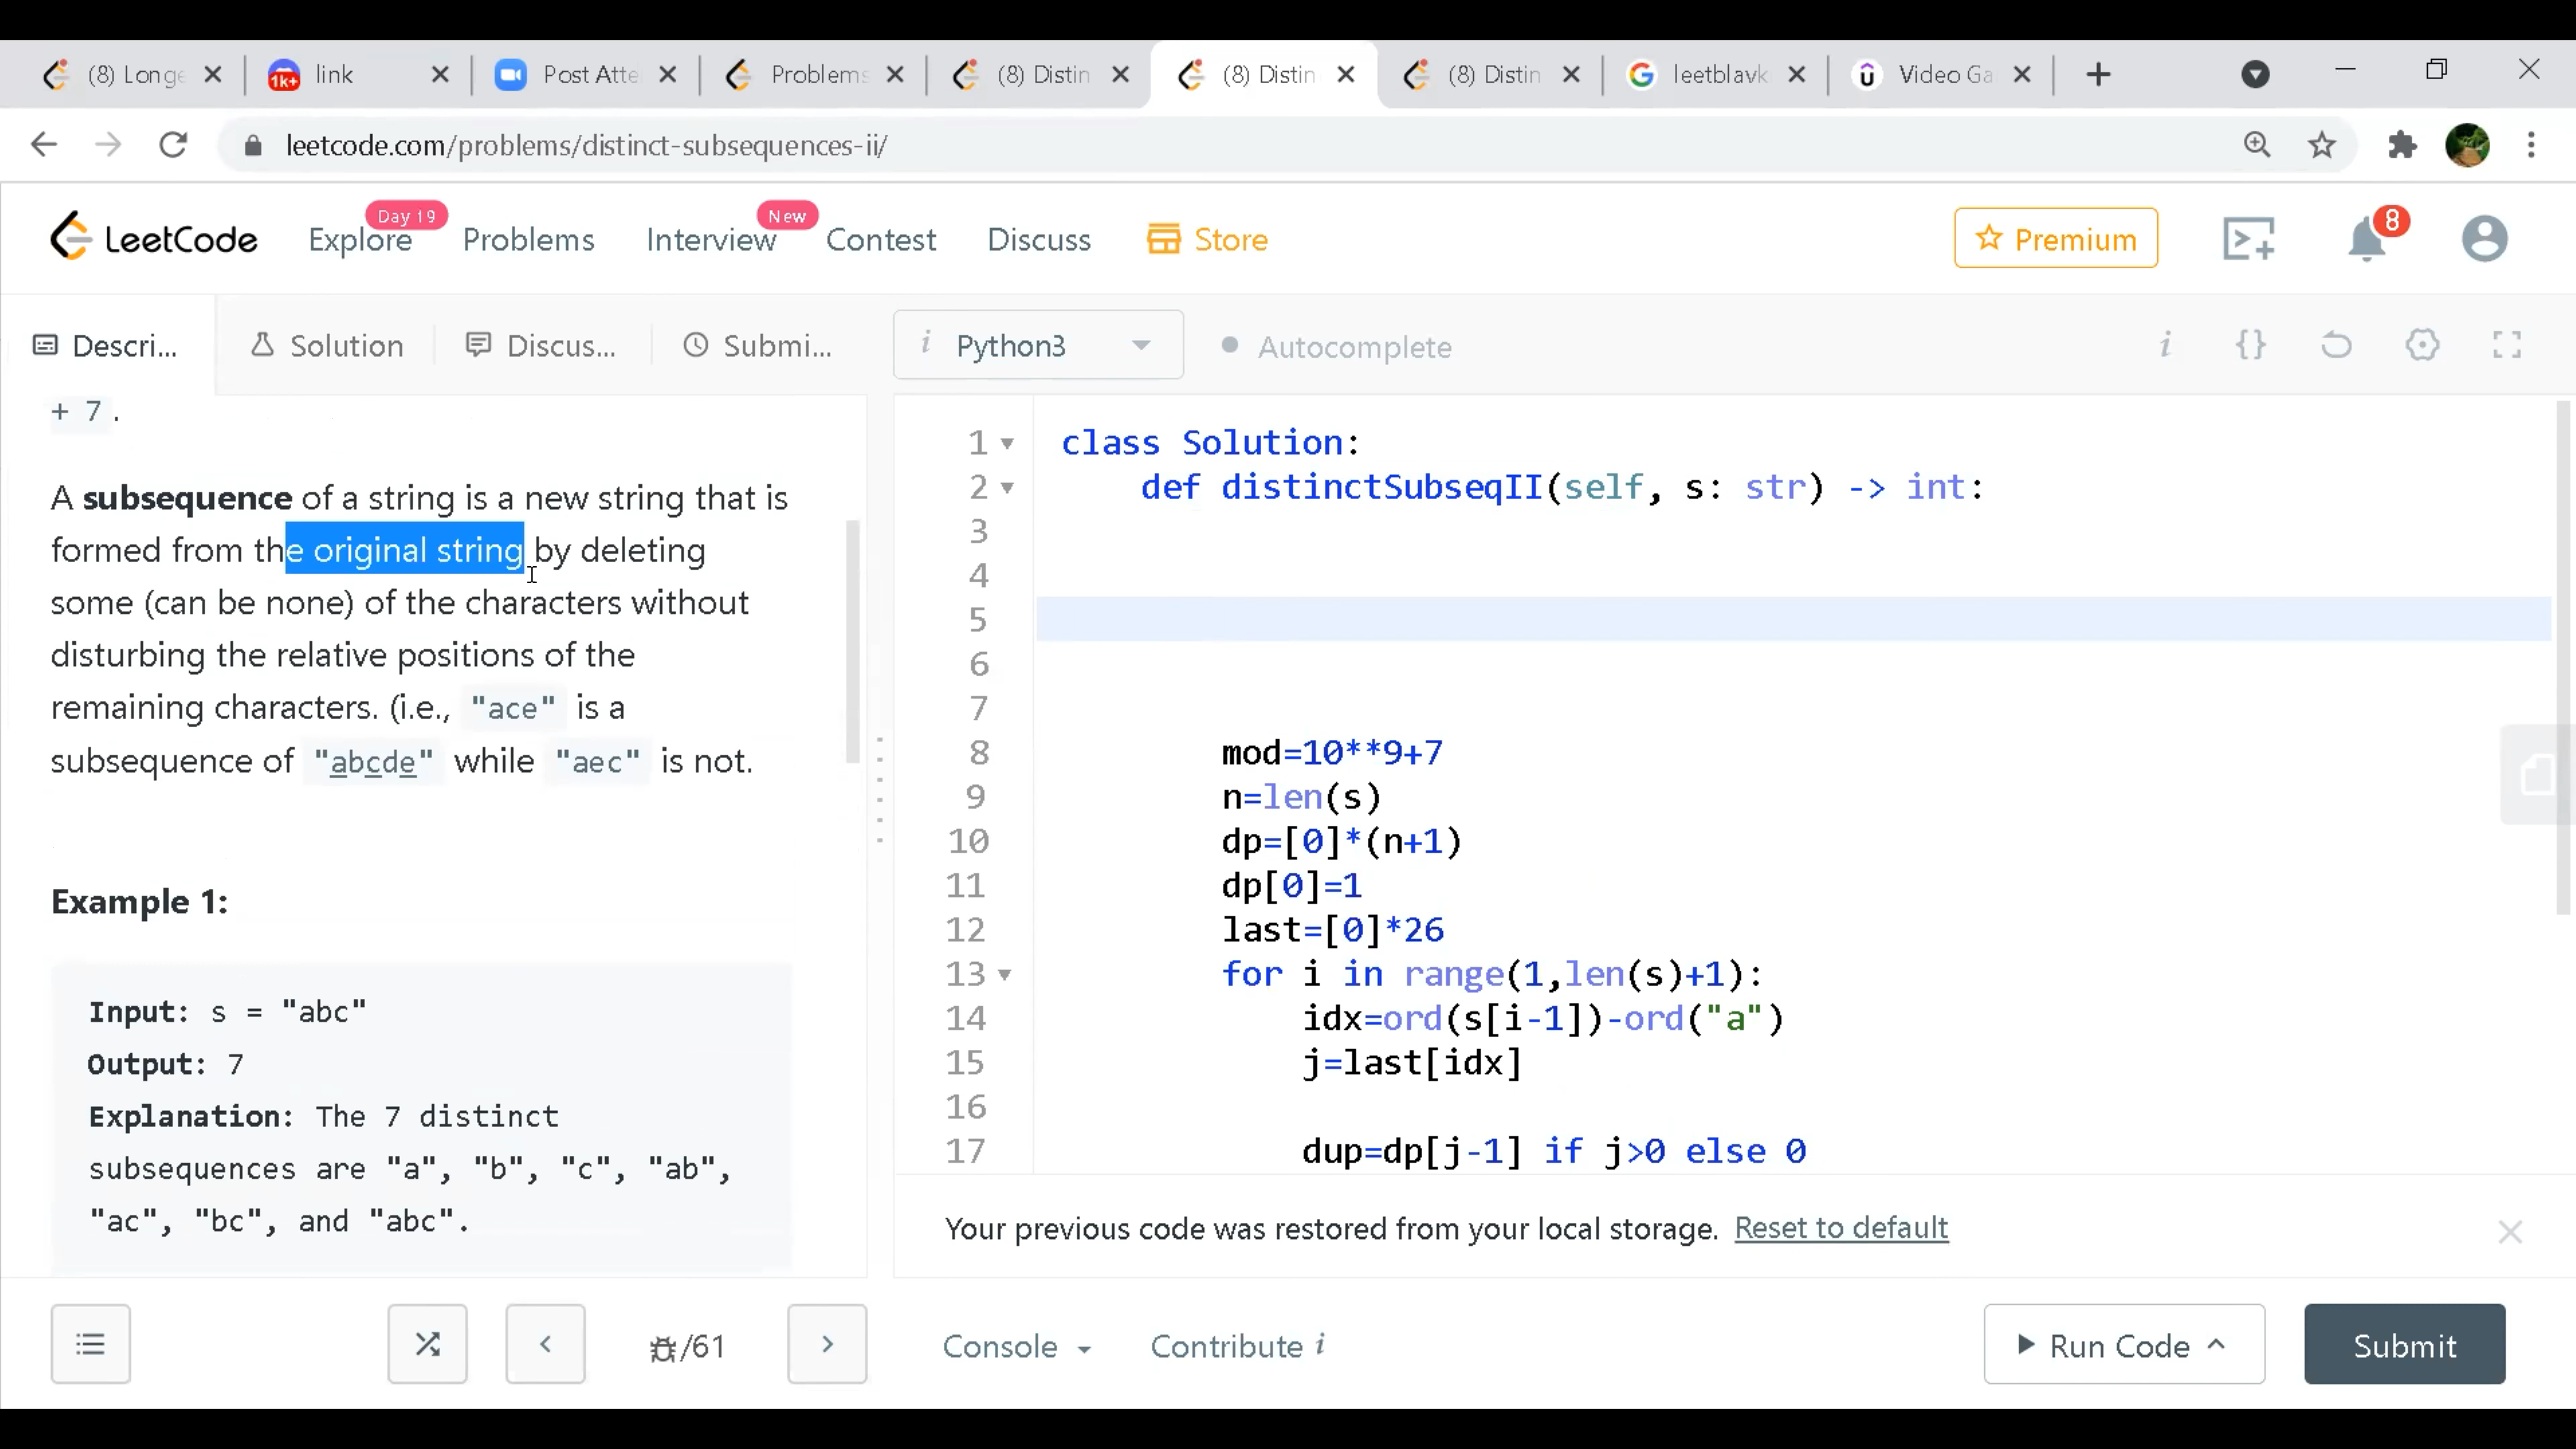 (8) Longe
1k+
link
Post Atte
Problems
(8) Distin
(8) Distin
(8) Distin
leetblavk
Video Ga
leetcode.com/problems/distinct-subsequences-ii/
LeetCode
Day 19
Explore
Problems
New
Interview
Contest
Discuss
Store
Premium
8
Descri...
Solution
Discus...
Submi...
i Python3
Autocomplete
+ 7 .
A subsequence of a string is a new string that is
formed from the original string by deleting
some (can be none) of the characters without
disturbing the relative positions of the
remaining characters. (i.e., "ace" is a
subsequence of "abcde" while "aec" is not.
Example 1:
Input: s = "abc"
Output: 7
Explanation: The 7 distinct
subsequences are "a", "b", "c", "ab",
"ac", "bc", and "abc".
1 class Solution:
2 def distinctSubseqII(self, s: str) -> int:
3
4
5
6
7
8 mod=10**9+7
9 n=len(s)
10 dp=[0]*(n+1)
11 dp[0]=1
12 last=[0]*26
13 for i in range(1,len(s)+1):
14 idx=ord(s[i-1])-ord("a")
15 j=last[idx]
16
17 dup=dp[j-1] if j>0 else 0
Your previous code was restored from your local storage. Reset to default
/61
Console
Contribute i
Run Code
Submit